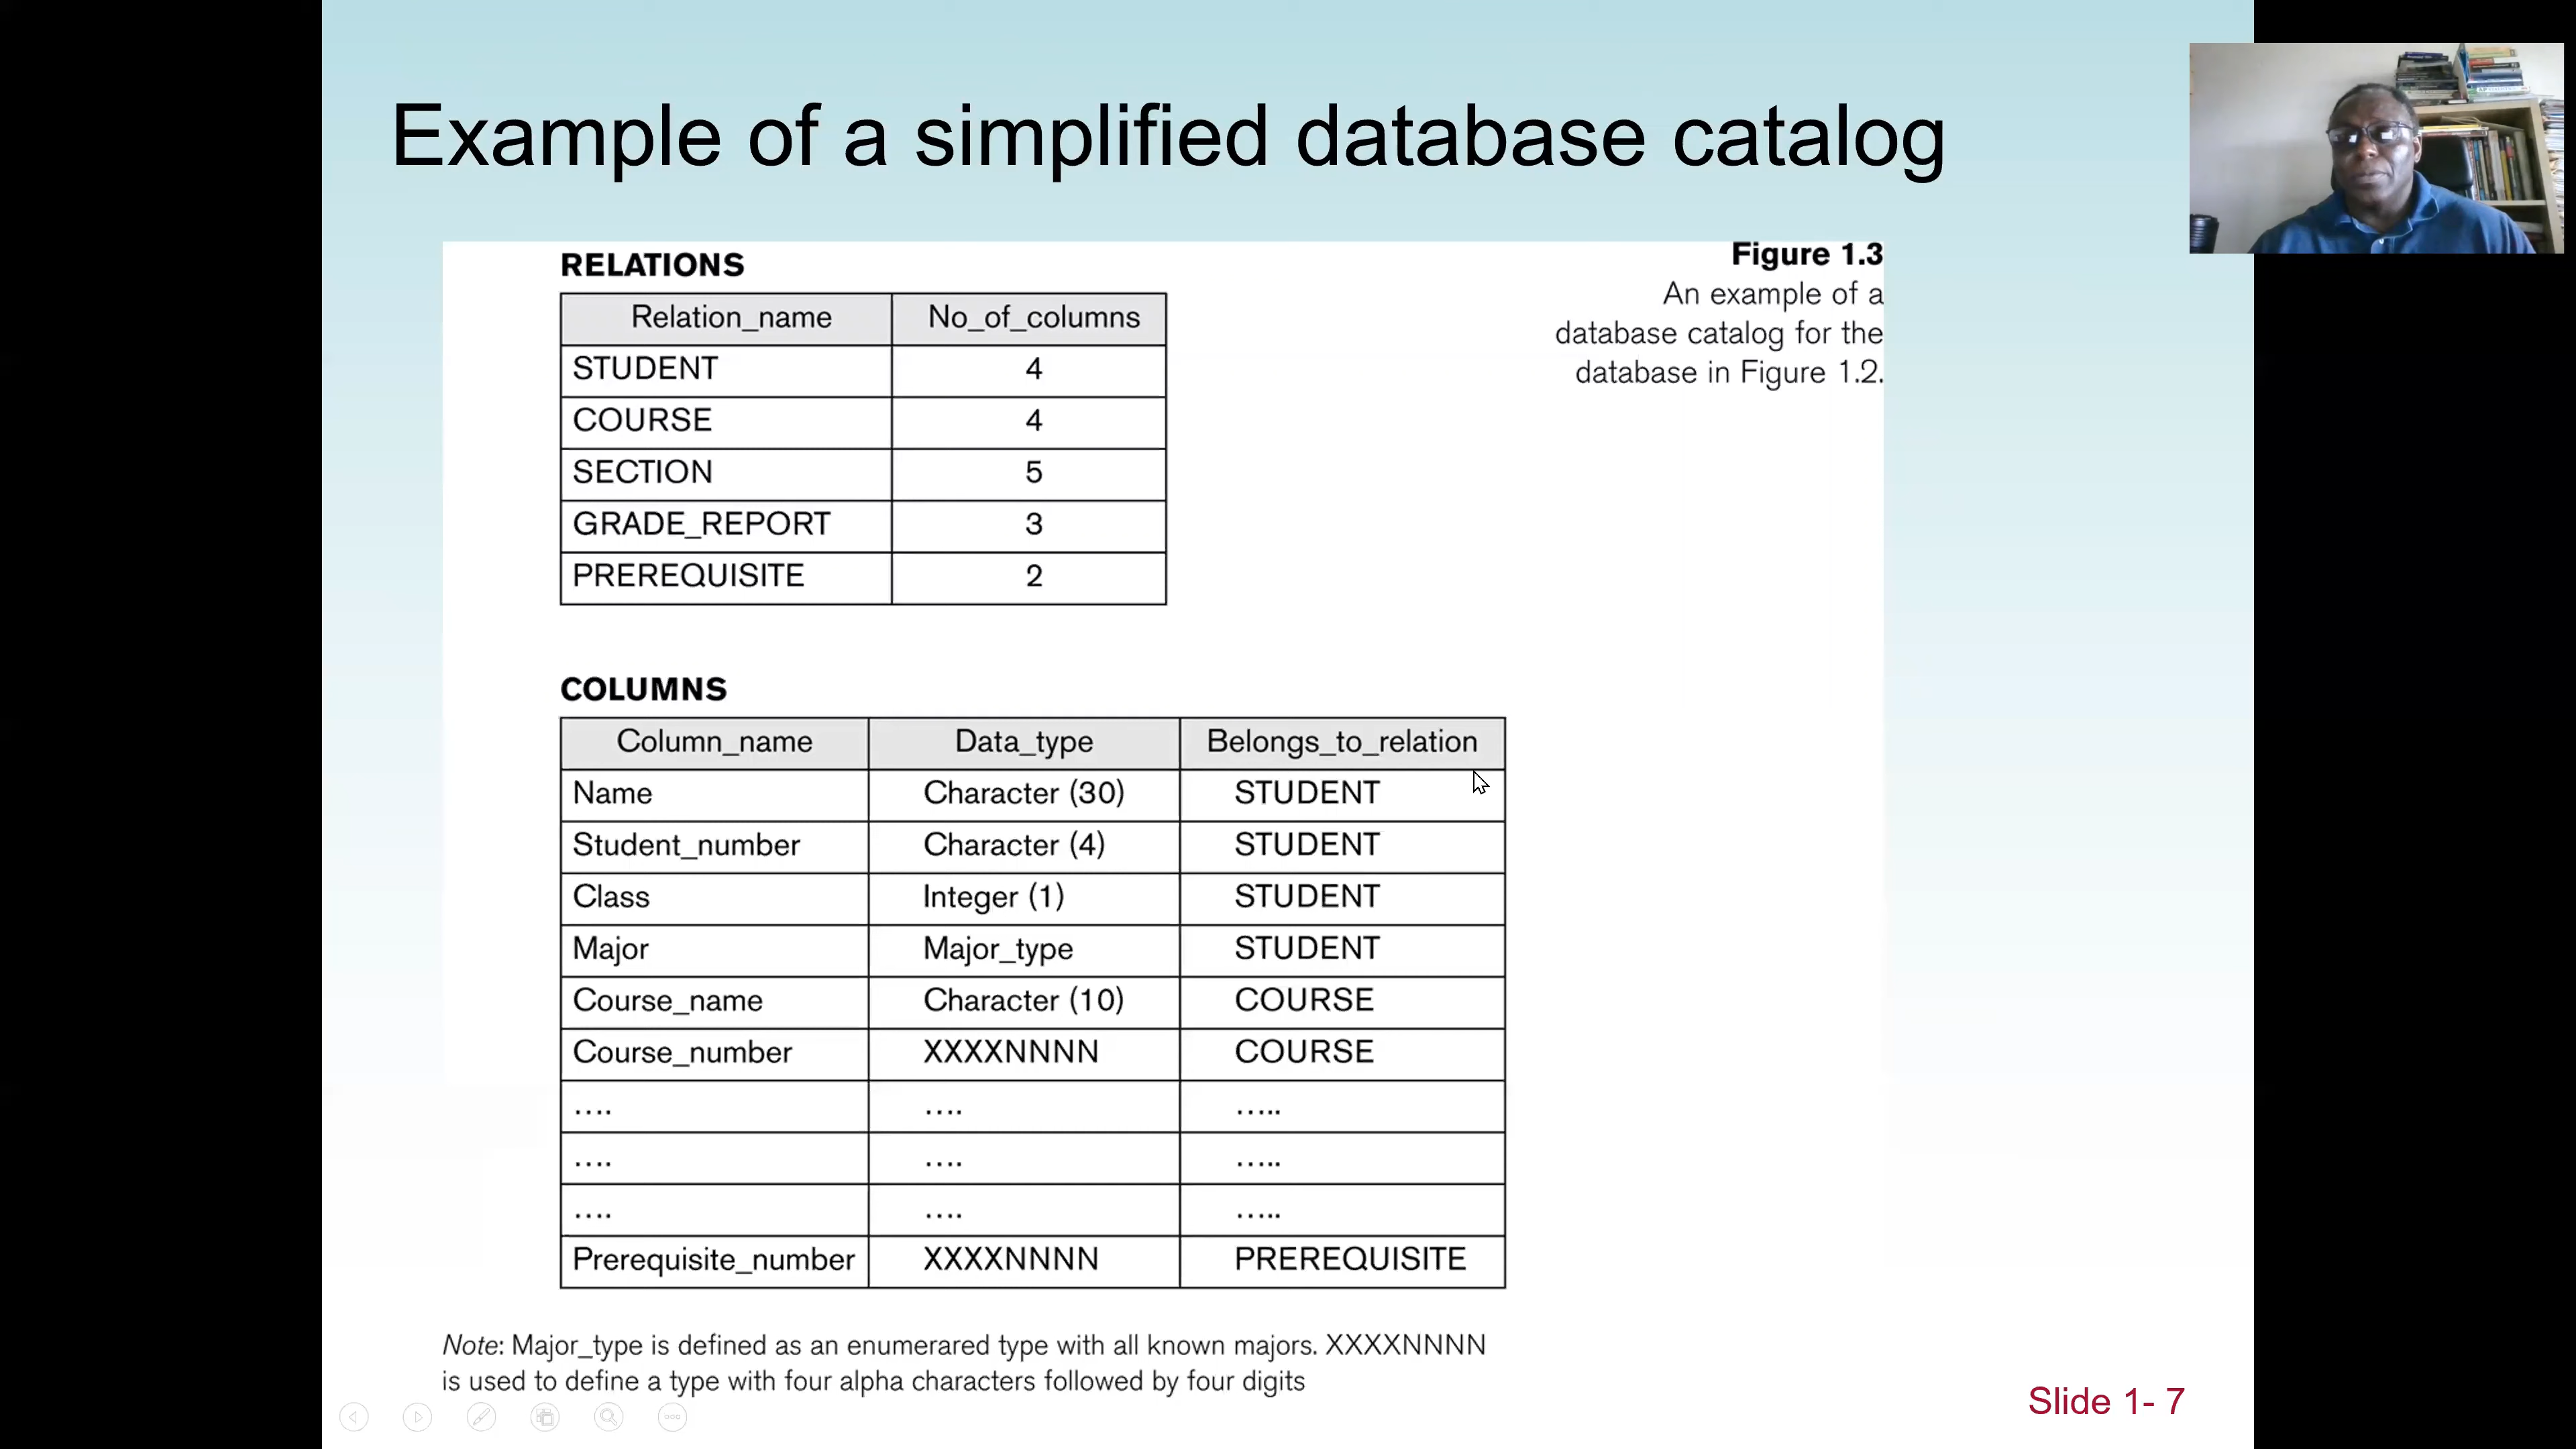 Example of a simplified database catalog
RELATIONS
Relation_name No_of_columns
STUDENT 4
COURSE 4
SECTION 5
GRADE_REPORT 3
PREREQUISITE 2
Figure 1.3
An example of a
database catalog for the
database in Figure 1.2.
COLUMNS
Column_name Data_type Belongs_to_relation
Name Character (30) STUDENT
Student_number Character (4) STUDENT
Class Integer (1) STUDENT
Major Major_type STUDENT
Course_name Character (10) COURSE
Course_number XXXXNNNN COURSE
.... .... .....
.... .... .....
.... .... .....
Prerequisite_number XXXXNNNN PREREQUISITE
Note: Major_type is defined as an enumerared type with all known majors. XXXXNNNN
is used to define a type with four alpha characters followed by four digits
Slide 1- 7